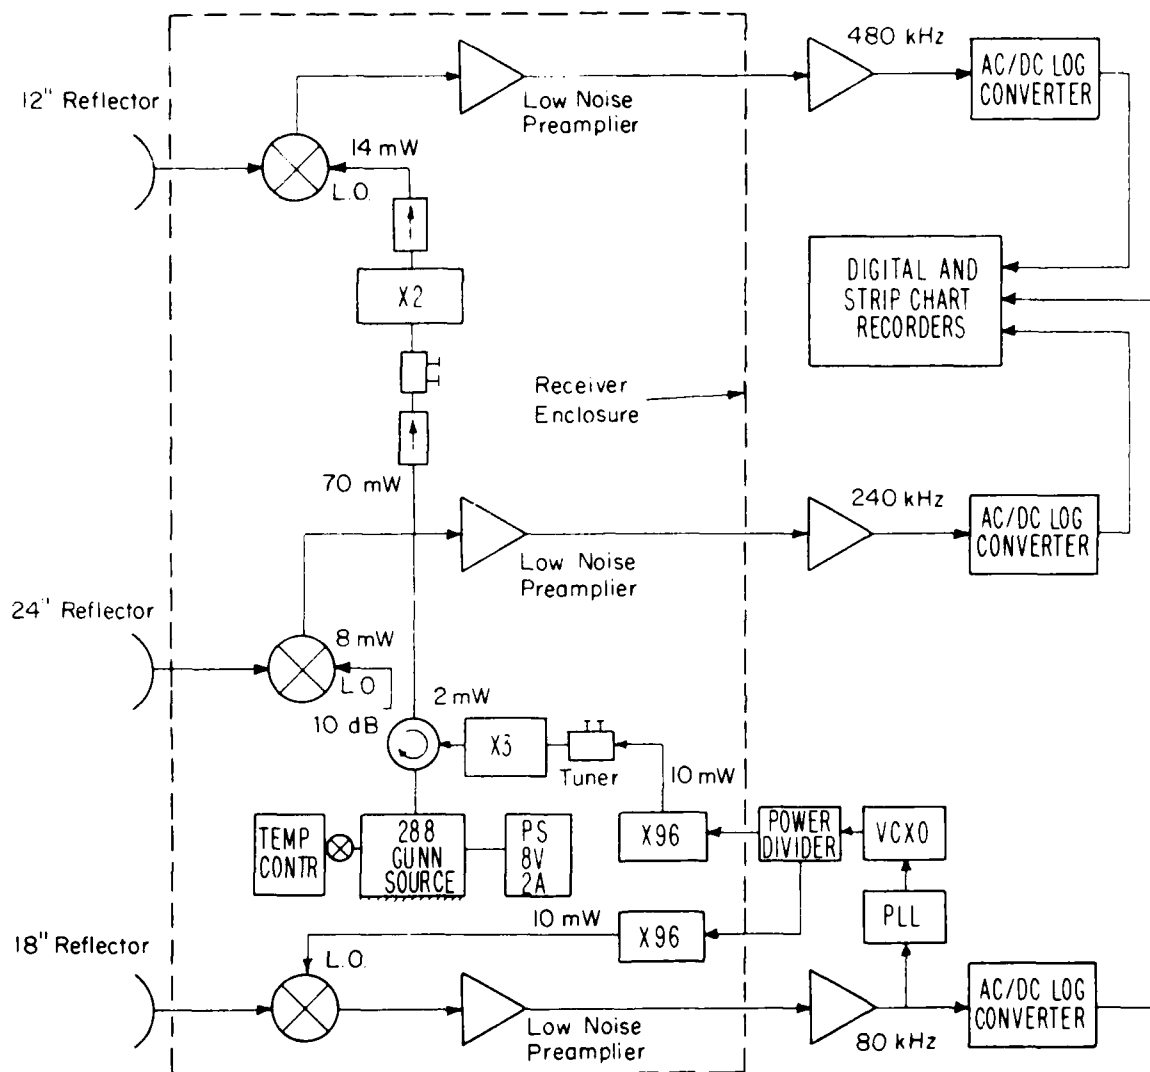 480 kHz
AC/DC LOG
CONVERTER
12" Reflector
Low Noise
Preamplier
14 mW
L.O.
X2
DIGITAL AND
STRIP CHART
RECORDERS
Receiver
Enclosure
70 mW
240 kHz
AC/DC LOG
CONVERTER
Low Noise
Preamplier
24" Reflector
8 mW
L.O
10 dB
2 mW
X3
Tuner
10 mW
TEMP
CONTR
288
GUNN
SOURCE
PS
8V
2A
X96
POWER
DIVIDER
VCXO
PLL
10 mW
X96
18" Reflector
L.O.
Low Noise
Preamplier
80 kHz
AC/DC LOG
CONVERTER